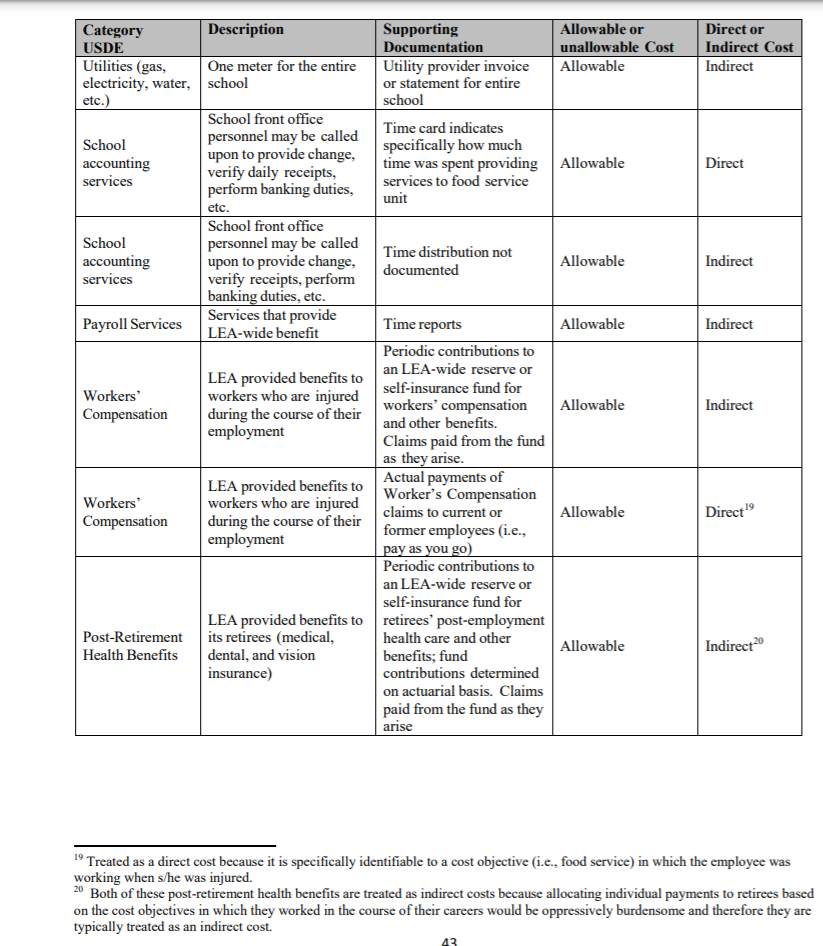 Category USDE
Description
Supporting Documentation
Allowable or unallowable Cost
Direct or Indirect Cost
Utilities (gas,
electricity, water,
etc.)
One meter for the entire
school
Utility provider invoice
or statement for entire
school
Allowable
Indirect
School
accounting
services
School front office
personnel may be called
upon to provide change,
verify daily receipts,
perform banking duties,
etc.
Time card indicates
specifically how much
time was spent providing
services to food service
unit
Allowable
Direct
School
accounting
services
School front office
personnel may be called
upon to provide change,
verify receipts, perform
banking duties, etc.
Time distribution not
documented
Allowable
Indirect
Payroll Services
Services that provide
LEA-wide benefit
Time reports
Allowable
Indirect
Workers’
Compensation
LEA provided benefits to
workers who are injured
during the course of their
employment
Periodic contributions to
an LEA-wide reserve or
self-insurance fund for
workers’ compensation
and other benefits.
Claims paid from the fund
as they arise.
Allowable
Indirect
Workers’
Compensation
LEA provided benefits to
workers who are injured
during the course of their
employment
Actual payments of
Worker’s Compensation
claims to current or
former employees (i.e.,
pay as you go)
Allowable
Direct19
Post-Retirement
Health Benefits
LEA provided benefits to
its retirees (medical,
dental, and vision
insurance)
Periodic contributions to
an LEA-wide reserve or
self-insurance fund for
retirees’ post-employment
health care and other
benefits; fund
contributions determined
on actuarial basis. Claims
paid from the fund as they
arise
Allowable
Indirect20
19 Treated as a direct cost because it is specifically identifiable to a cost objective (i.e., food service) in which the employee was
working when s/he was injured.
20 Both of these post-retirement health benefits are treated as indirect costs because allocating individual payments to retirees based
on the cost objectives in which they worked in the course of their careers would be oppressively burdensome and therefore they are
typically treated as an indirect cost.
43